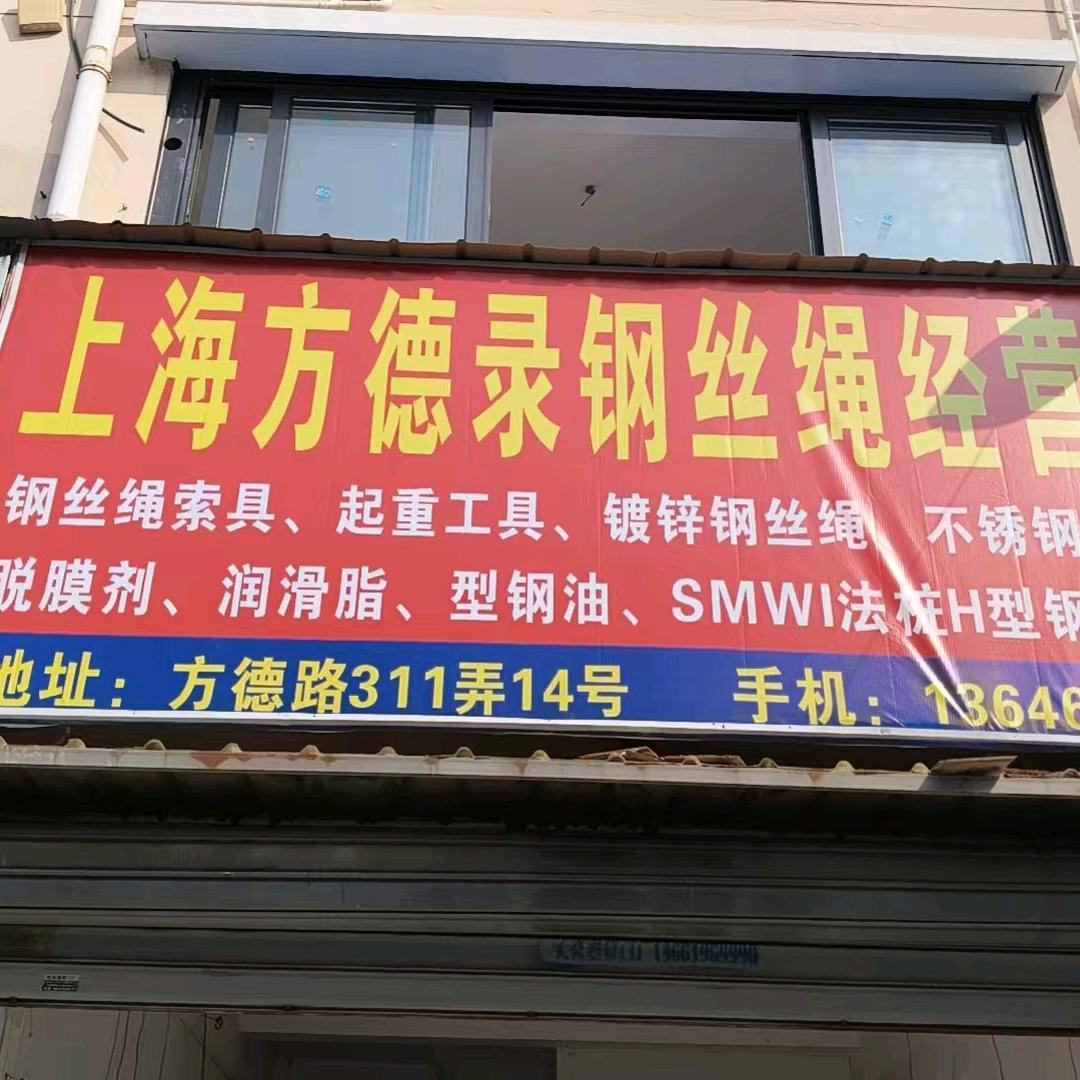 上海方德录钢丝绳经营
钢丝绳索具、起重工具、镀锌钢丝绳 不锈钢
脱膜剂、润滑脂、型钢油、SMWI法桩H型钢
地址：方德路311弄14号 手机：13646